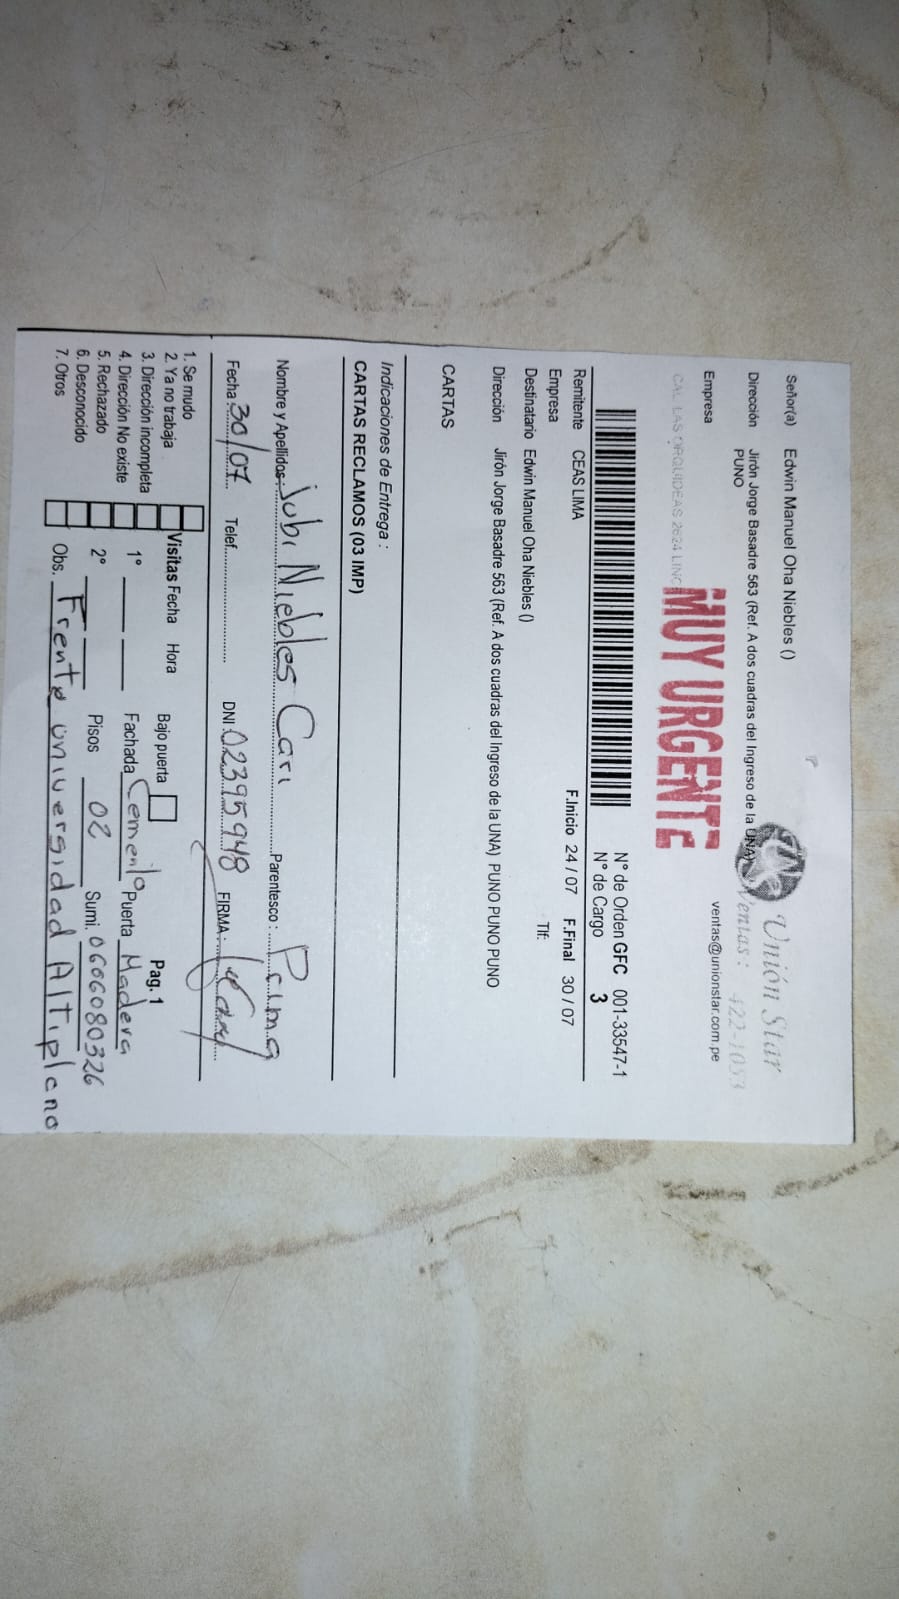 Señor(a) Edwin Manuel Oha Niebles ()
Unión Star
Dirección Jirón Jorge Basadre 563 (Ref. A dos cuadras del Ingreso de la UNA)
PUNO
Ventas: 422-1053
Empresa
ventas@unionstar.com.pe
CAL LAS ORQUIDEAS 2624 LINCE
MUY URGENTE
N° de Orden GFC 001-33547-1
N° de Cargo 3
Remitente CEAS LIMA
F.Inicio 24 / 07 F.Final 30 / 07
Empresa
Tlf:
Destinatario Edwin Manuel Oha Niebles ()
Dirección Jirón Jorge Basadre 563 (Ref. A dos cuadras del Ingreso de la UNA) PUNO PUNO PUNO
CARTAS
Indicaciones de Entrega :
CARTAS RECLAMOS (03 IMP)
Nombre y Apellidos: Niebles Cari Parentesco :
Fecha: 30/07 Telef. DNI 02395948 FIRMA:
1. Se mudo
2. Ya no trabaja
3. Dirección incompleta
4. Dirección No existe
5. Rechazado
6. Desconocido
7. Otros
Visitas Fecha Hora
1°
2°
Bajo puerta
Pag. 1
Fachada Cemento Puerta Madera
Pisos 02 Sumi. 0606080326
Obs. Frente universidad Altiplano